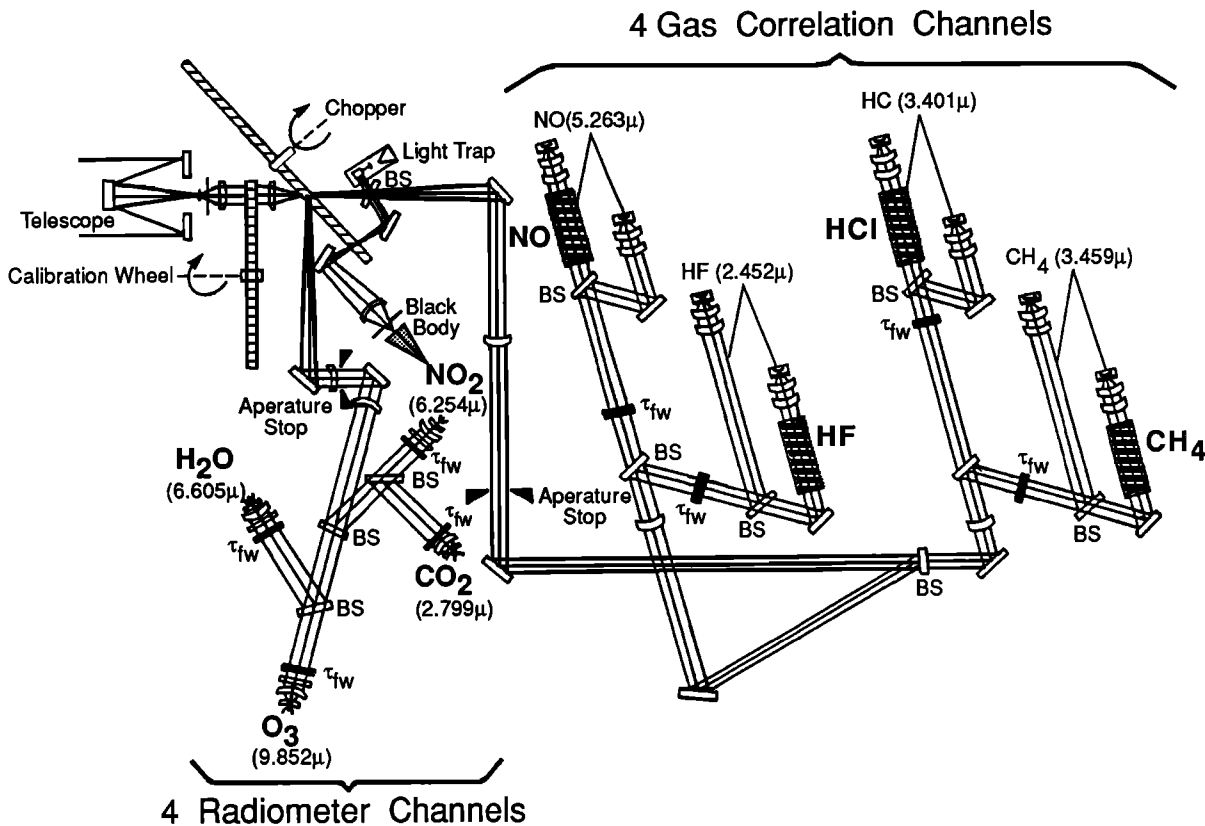 4 Gas Correlation Channels
Chopper
Light Trap
BS
Telescope
Calibration Wheel
Black
Body
NO(5.263μ)
NO
BS
HF (2.452μ)
HC (3.401μ)
HCl
BS
τfw
CH4 (3.459μ)
NO2
(6.254μ)
Aperature
Stop
τfw
BS
τfw
H2O
(6.605μ)
τfw
BS
CO2
(2.799μ)
BS
τfw
O3
(9.852μ)
Aperature
Stop
τfw
BS
τfw
BS
HF
τfw
BS
CH4
BS
4 Radiometer Channels